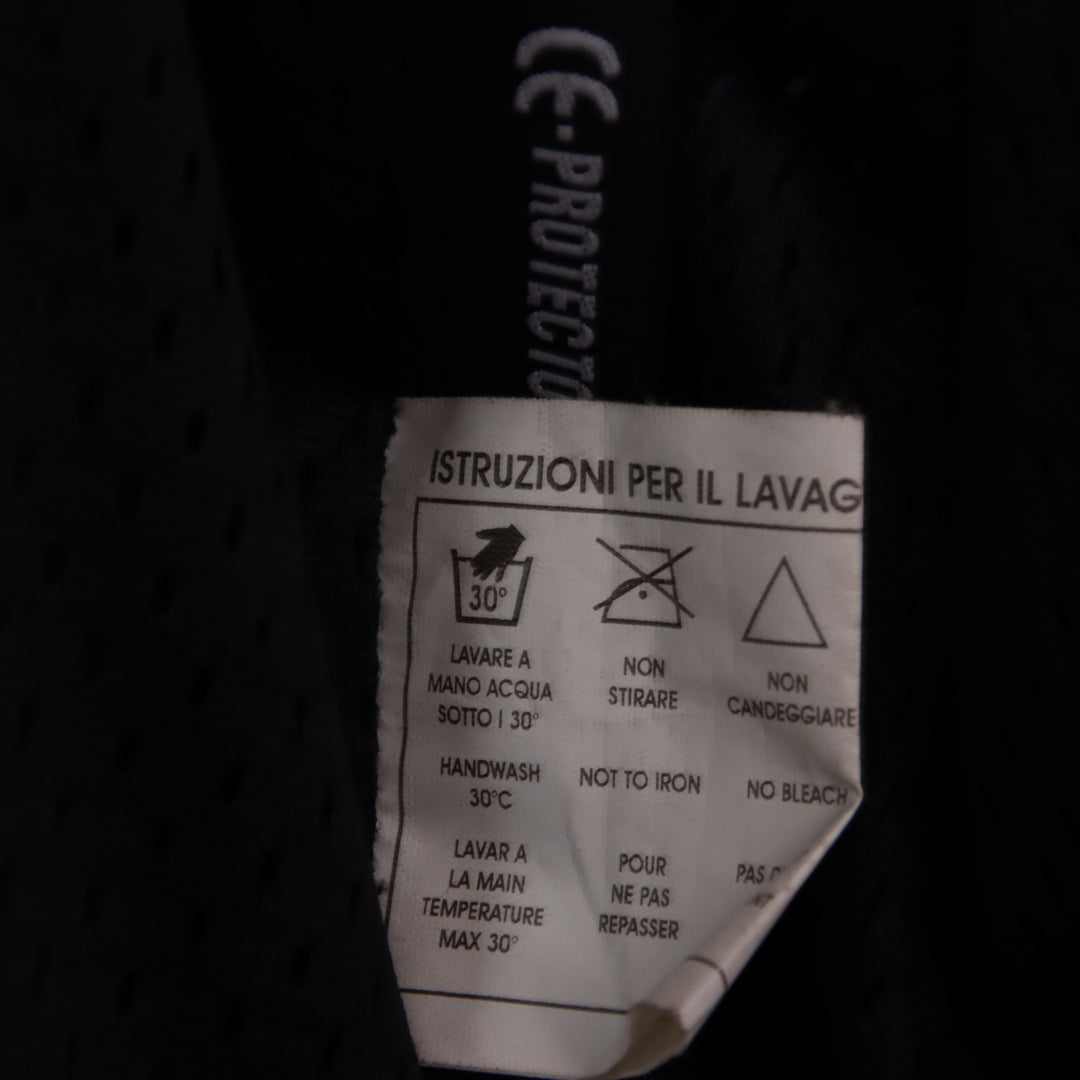 CE-PROTECTO
ISTRUZIONI PER IL LAVAG
30°
LAVARE A
MANO ACQUA
SOTTO I 30°
NON
STIRARE
NON
CANDEGGIARE
HANDWASH
30°C
NOT TO IRON
NO BLEACH
LAVAR A
LA MAIN
TEMPERATURE
MAX 30°
POUR
NE PAS
REPASSER
PAS